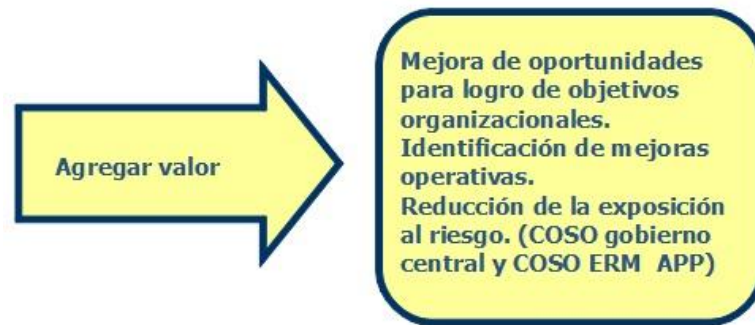 Agregar valor
Mejora de oportunidades
para logro de objetivos
organizacionales.
Identificación de mejoras
operativas.
Reducción de la exposición
al riesgo. (COSO gobierno
central y COSO ERM APP)